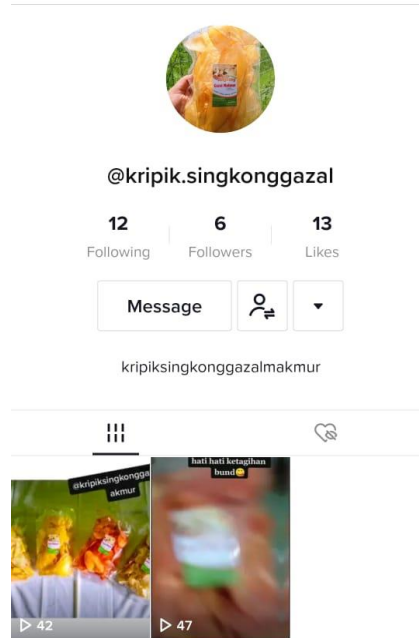 @kripik.singkonggazal
12 6 13
Following Followers Likes
Message
kripiksingkonggazalmakmur
@kripiksingkongga
akmur
hati hati ketagihan
bund😋
42 47